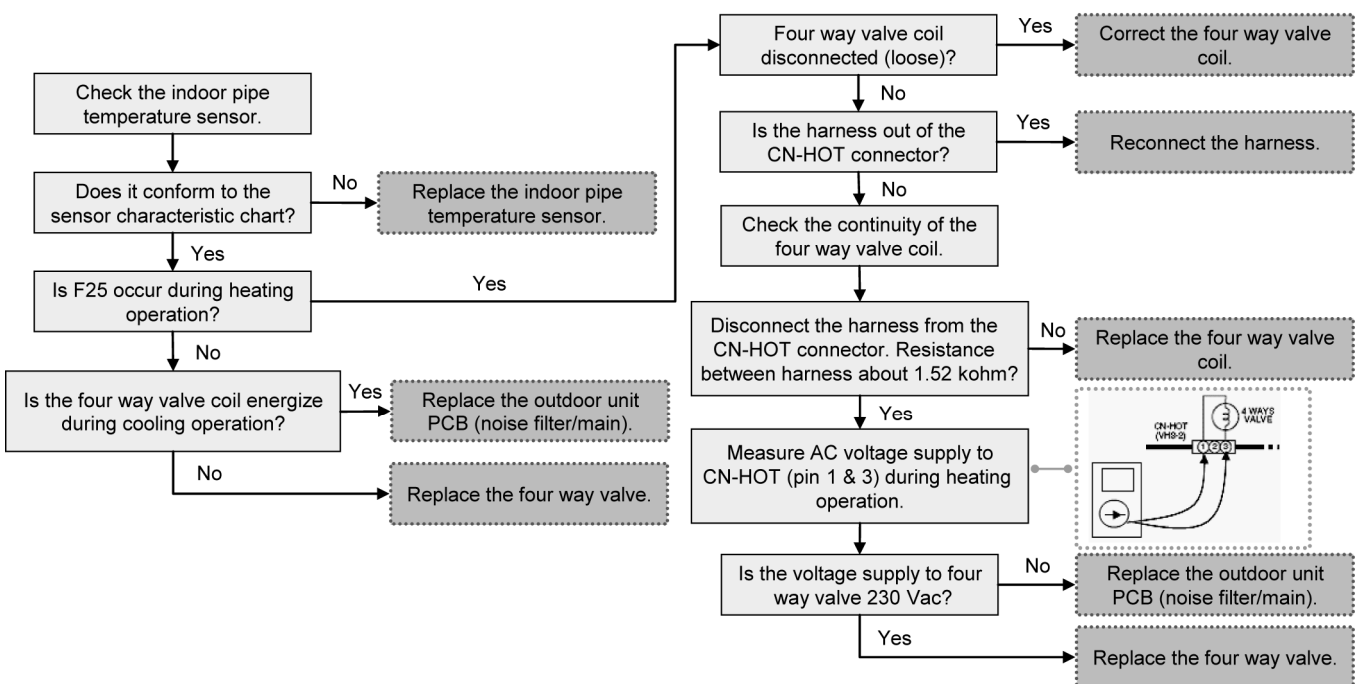 Check the indoor pipe
temperature sensor.
Does it conform to the
sensor characteristic chart?
No
Replace the indoor pipe
temperature sensor.
Yes
Is F25 occur during heating
operation?
Yes
No
Is the four way valve coil energize
during cooling operation?
Yes
Replace the outdoor unit
PCB (noise filter/main).
No
Replace the four way valve.
Four way valve coil
disconnected (loose)?
Yes
Correct the four way valve
coil.
No
Is the harness out of the
CN-HOT connector?
Yes
Reconnect the harness.
No
Check the continuity of the
four way valve coil.
Disconnect the harness from the
CN-HOT connector. Resistance
between harness about 1.52 kohm?
No
Replace the four way valve
coil.
Yes
Measure AC voltage supply to
CN-HOT (pin 1 & 3) during heating
operation.
4 WAYS
VALVE
CN-HOT
(VHS-2)
1 2 3
Is the voltage supply to four
way valve 230 Vac?
No
Replace the outdoor unit
PCB (noise filter/main).
Yes
Replace the four way valve.